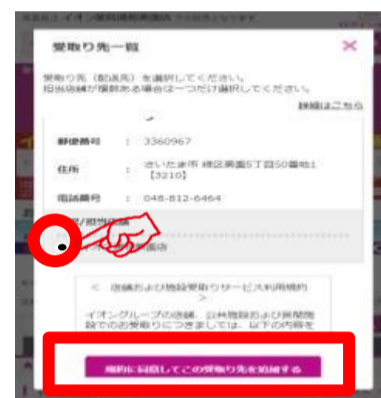 受取り先一覧
×
受取り先（配送先）を選択してください。
担当店舗が複数ある場合は一つだけ選択してください。
詳細はこちら
郵便番号 : 3360967
住所 : さいたま市 緑区美園5丁目50番地1
【3210】
電話番号 : 048-812-6464
/担当店舗
イオン 園店
< 店舗および施設受取りサービス利用規約
>
イオングループの店舗、公共施設および民間施
設でのお受取りにつきましては、以下の内容を
規約に同意してこの受取り先を追加する